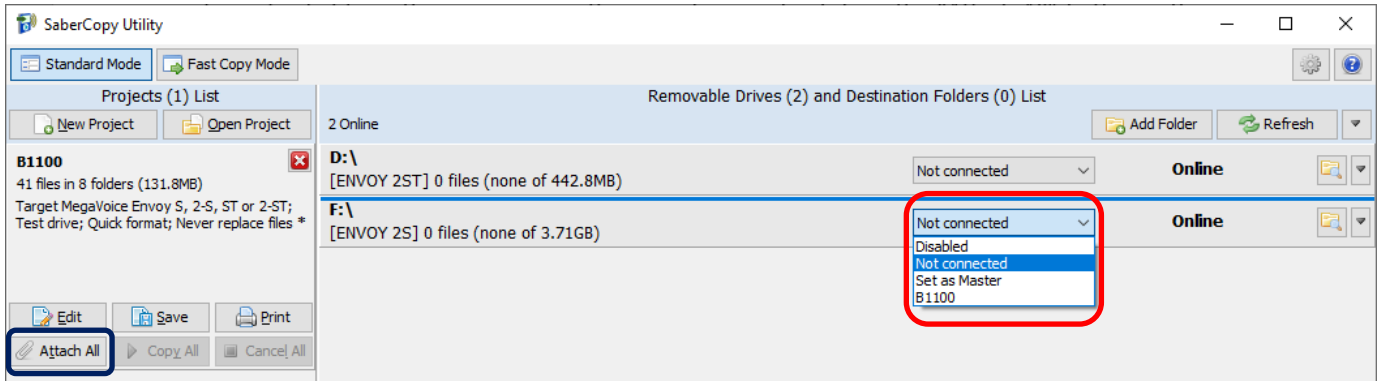 SaberCopy Utility
Standard Mode
Fast Copy Mode
Projects (1) List
Removable Drives (2) and Destination Folders (0) List
New Project
Open Project
2 Online
Add Folder
Refresh
B1100
41 files in 8 folders (131.8MB)
Target MegaVoice Envoy S, 2-S, ST or 2-ST;
Test drive; Quick format; Never replace files *
D:\
[ENVOY 2ST] 0 files (none of 442.8MB)
Not connected
Online
F:\
[ENVOY 2S] 0 files (none of 3.71GB)
Not connected
Online
Disabled
Not connected
Set as Master
B1100
Edit
Save
Print
Attach All
Copy All
Cancel All